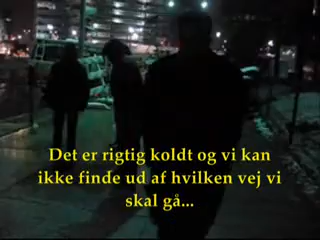 Det er rigtig koldt og vi kan
ikke finde ud af hvilken vej vi
skal gå...